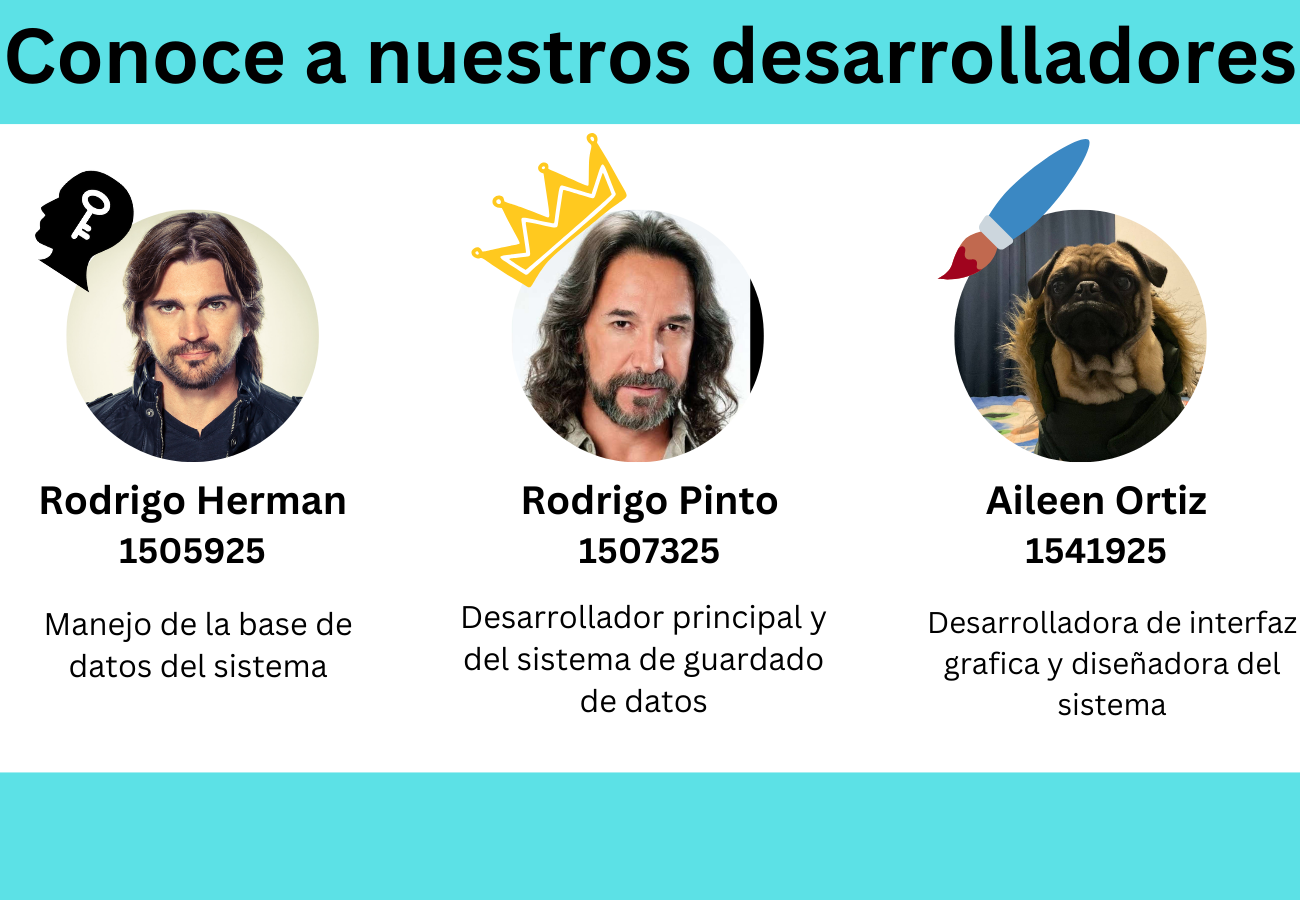 Conoce a nuestros desarrolladores
Rodrigo Herman
1505925
Manejo de la base de
datos del sistema
Rodrigo Pinto
1507325
Desarrollador principal y
del sistema de guardado
de datos
Aileen Ortiz
1541925
Desarrolladora de interfaz
grafica y diseñadora del
sistema